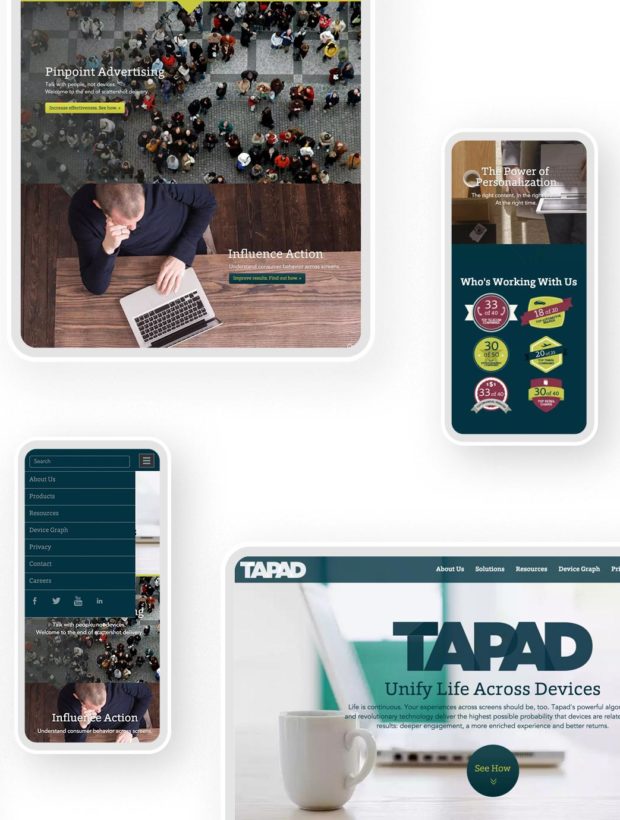 Pinpoint Advertising
Talk with people, not devices.
Welcome to the end of scattershot delivery.
Increase effectiveness. See how. »
Influence Action
Understand consumer behavior across screens.
Improve results. Find out how. »
The Power of
Personalization
The right content. In the right
At the right time.
Who's Working With Us
33
of 40
TOP TELECOM
COMPANIES
18 of 20
30
of 50
20 of 25
$
33 of 40
30 of 40
Search
About Us
Products
Resources
Device Graph
Privacy
Contact
Careers
f
You
in
Talk with people, not devices.
Welcome to the end of scattershot delivery.
Influence Action
Understand consumer behavior across screens.
TAPAD
About Us Solutions Resources Device Graph Pri
TAPAD
Unify Life Across Devices
Life is continuous. Your experiences across screens should be, too. Tapad's powerful algor
and revolutionary technology deliver the highest possible probability that devices are relate
results: deeper engagement, a more enriched experience and better returns.
See How